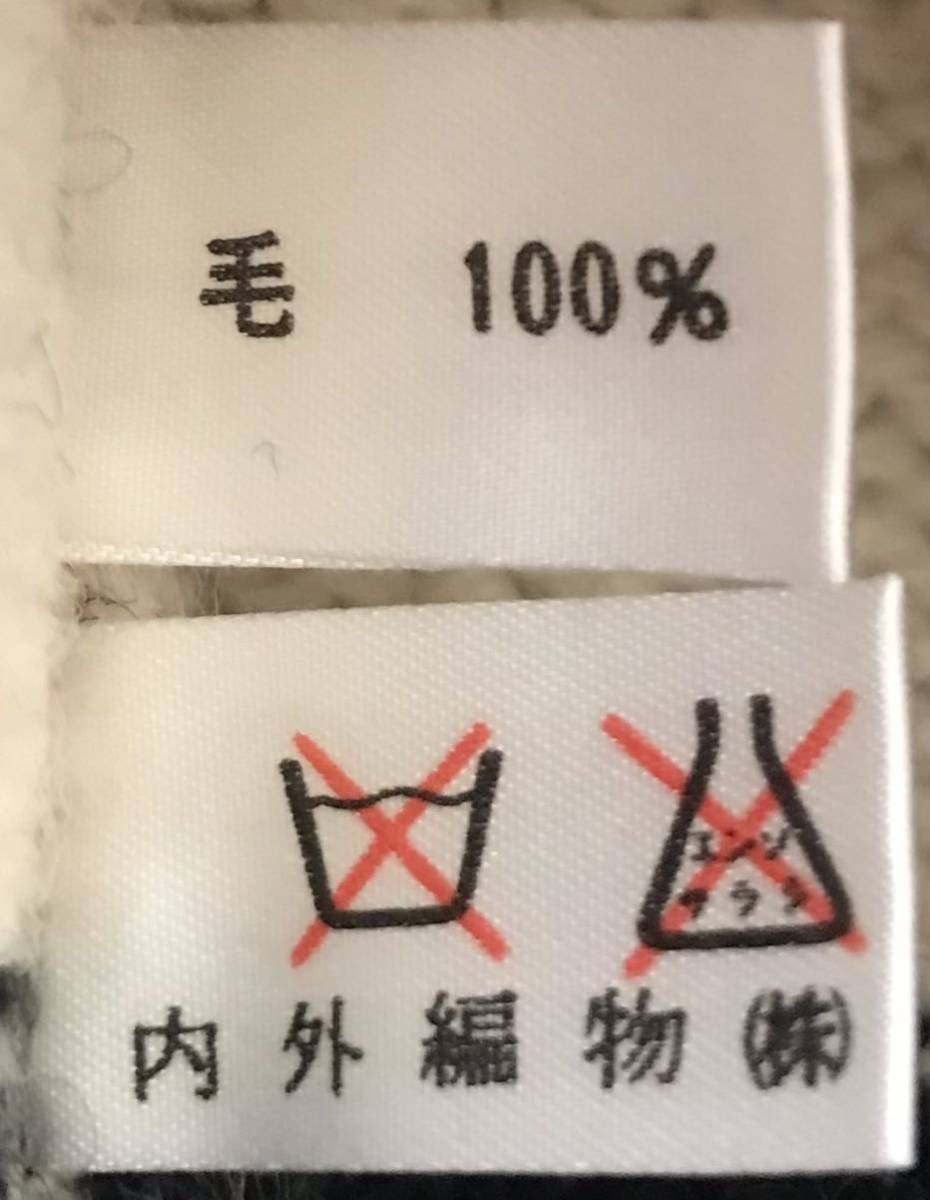 毛 100%
エンソ
サラシ
内外編物㈱